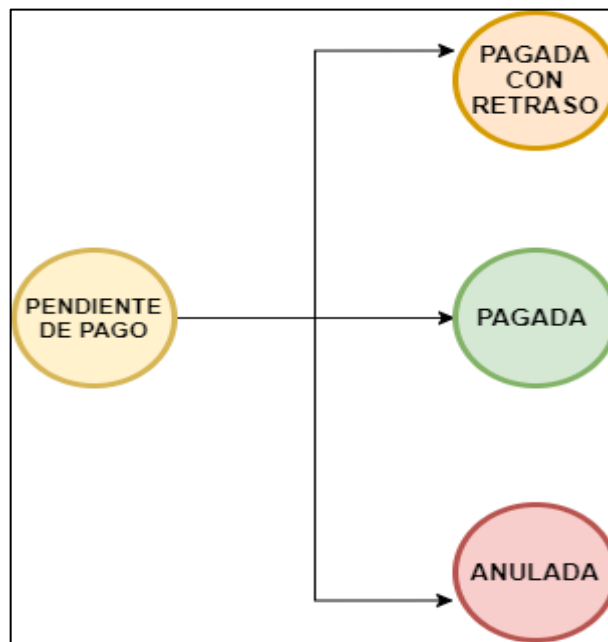 PAGADA
CON
RETRASO
PENDIENTE
DE PAGO
PAGADA
ANULADA